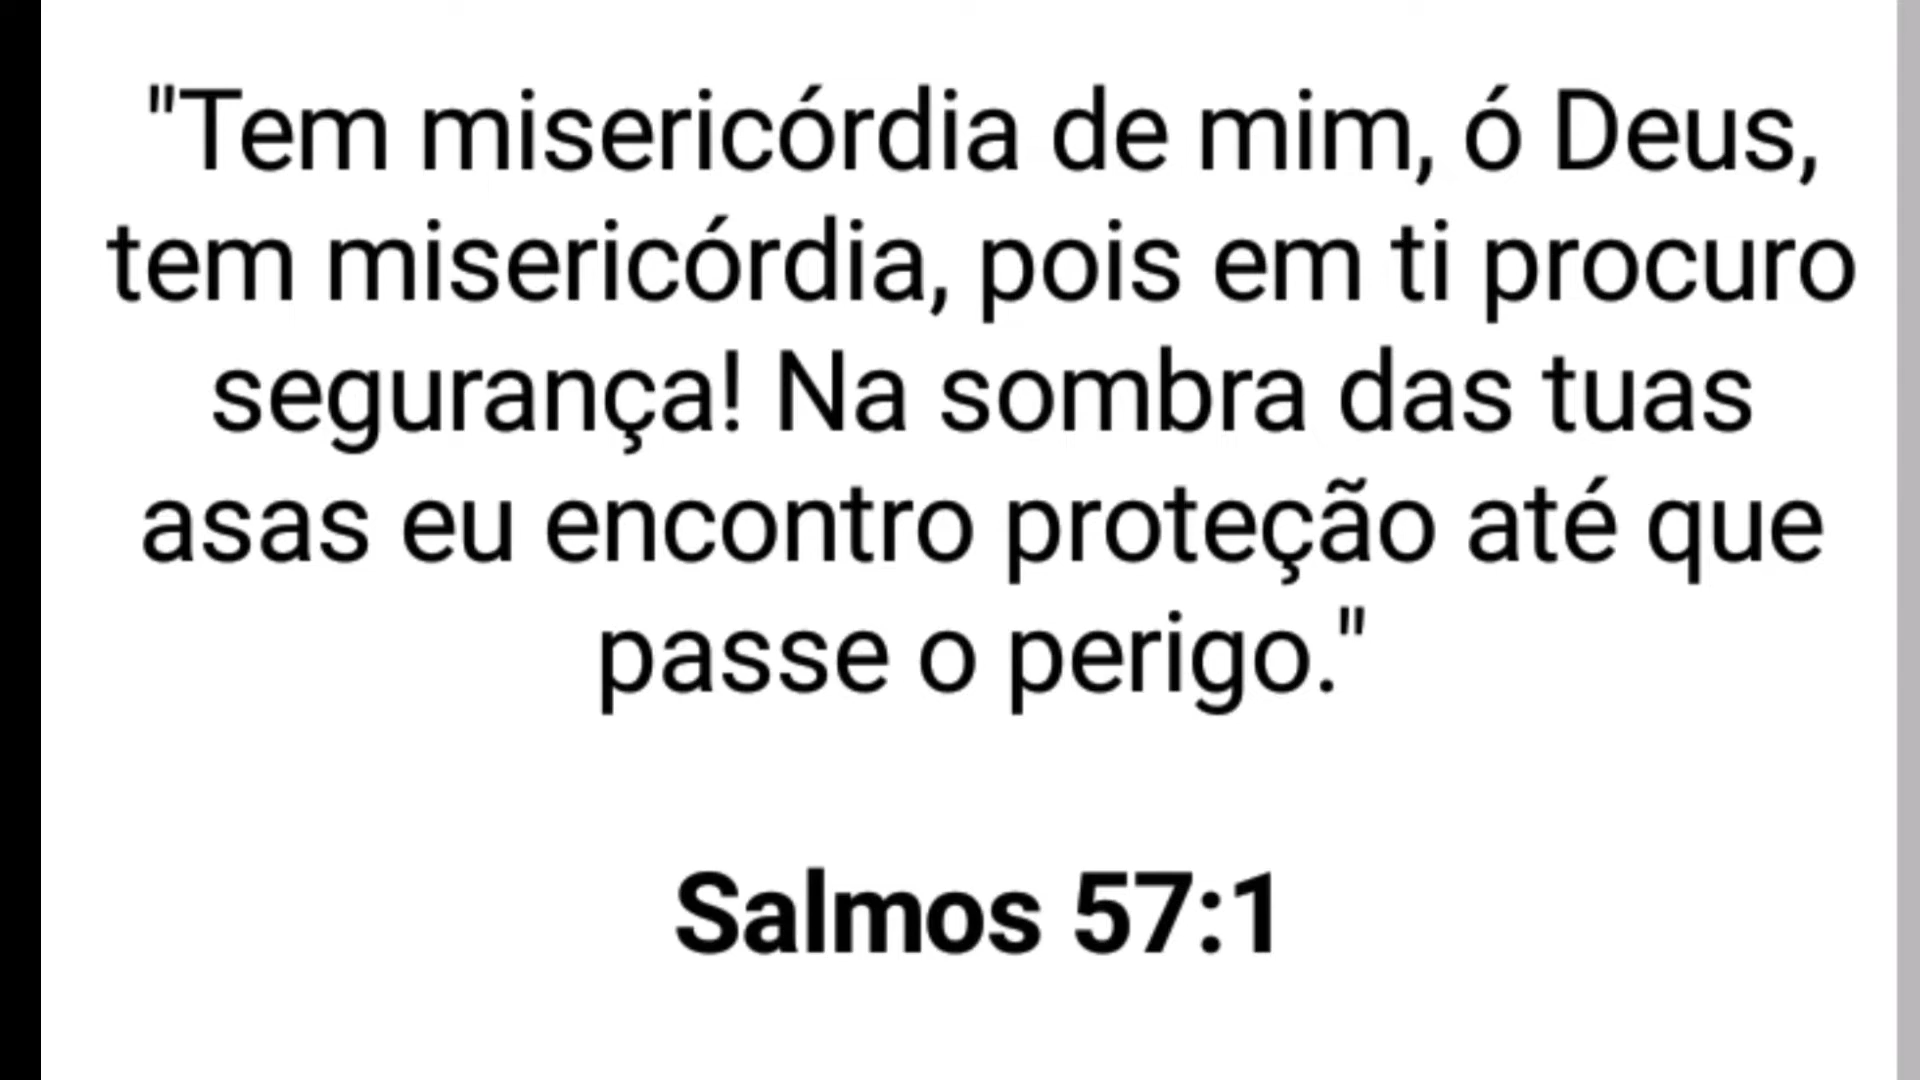 "Tem misericórdia de mim, ó Deus,
tem misericórdia, pois em ti procuro
segurança! Na sombra das tuas
asas eu encontro proteção até que
passe o perigo."
Salmos 57:1